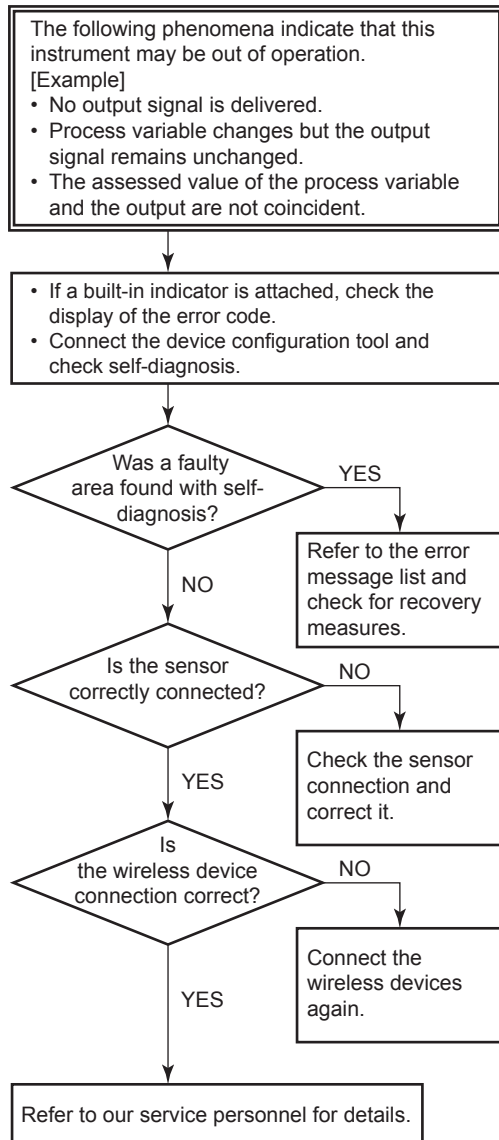 The following phenomena indicate that this
instrument may be out of operation.
[Example]
• No output signal is delivered.
• Process variable changes but the output
signal remains unchanged.
• The assessed value of the process variable
and the output are not coincident.
• If a built-in indicator is attached, check the
display of the error code.
• Connect the device configuration tool and
check self-diagnosis.
Was a faulty
area found with self-
diagnosis?
YES
Refer to the error
message list and
check for recovery
measures.
NO
Is the sensor
correctly connected?
NO
Check the sensor
connection and
correct it.
YES
Is
the wireless device
connection correct?
NO
Connect the
wireless devices
again.
YES
Refer to our service personnel for details.